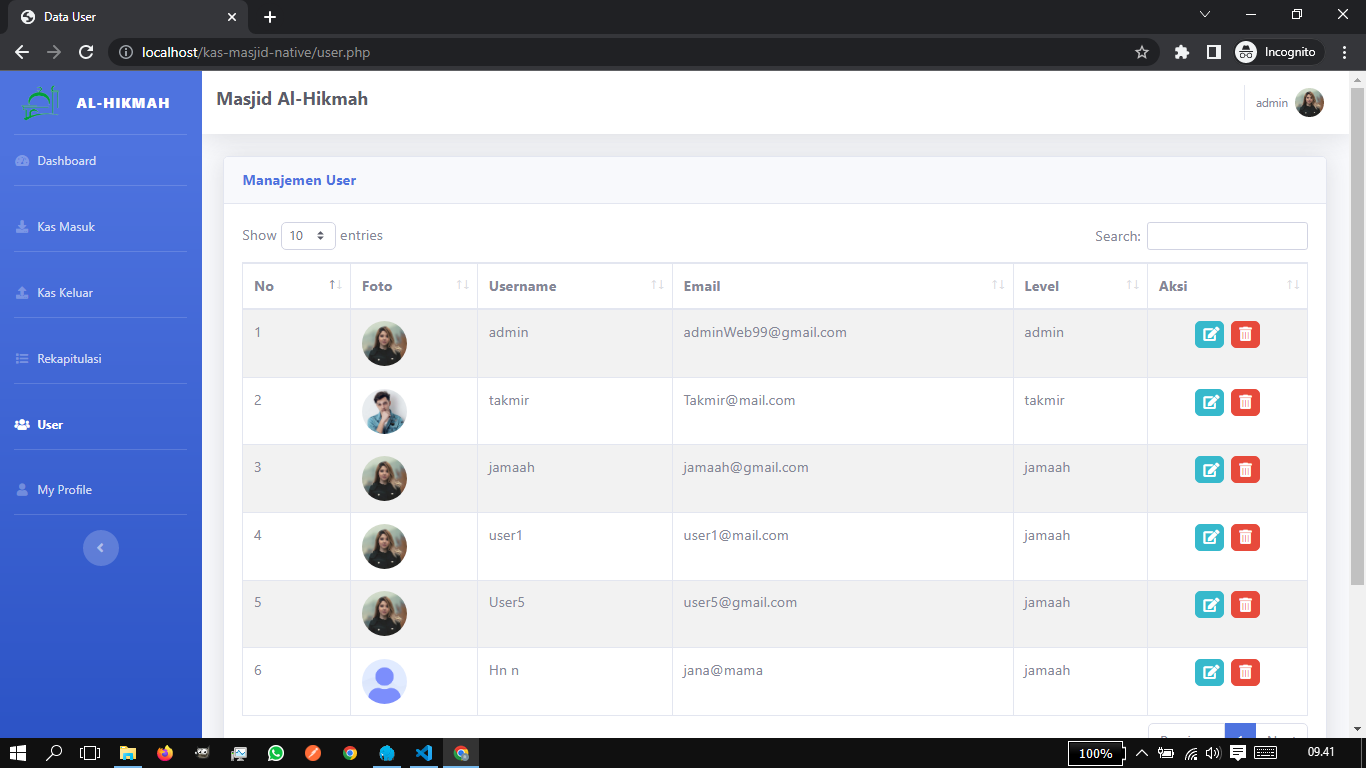 Data User
localhost/kas-masjid-native/user.php
Incognito
AL-HIKMAH
Masjid Al-Hikmah
admin
Dashboard
Kas Masuk
Kas Keluar
Rekapitulasi
User
My Profile
Manajemen User
Show 10 entries
Search:
No Foto Username Email Level Aksi
1 admin adminWeb99@gmail.com admin
2 takmir Takmir@mail.com takmir
3 jamaah jamaah@gmail.com jamaah
4 user1 user1@mail.com jamaah
5 User5 user5@gmail.com jamaah
6 Hn n jana@mama jamaah
100%
09.41